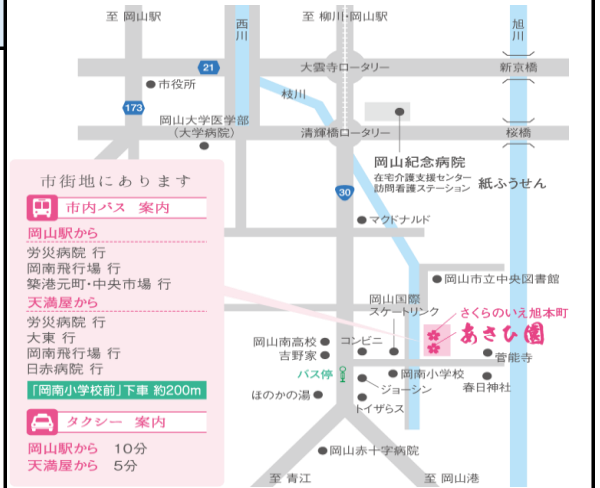 至 岡山駅
西川
至 柳川・岡山駅
旭川
21
大雲寺ロータリー
新京橋
市役所
枝川
173
岡山大学医学部
(大学病院)
清輝橋ロータリー
桜橋
岡山紀念病院
在宅介護支援センター
訪問看護ステーション 紙ふうせん
30
マクドナルド
市街地にあります
市内バス 案内
岡山駅から
労災病院 行
岡南飛行場 行
築港元町・中央市場 行
天満屋から
労災病院 行
大東 行
岡南飛行場 行
日赤病院 行
「岡南小学校前」下車 約200m
タクシー 案内
岡山駅から 10分
天満屋から 5分
岡山市立中央図書館
岡山国際
スケートリンク
さくらのいえ旭本町
あさひ園
岡山南高校
吉野家
コンビニ
菅能寺
バス停
岡南小学校
春日神社
ほのかの湯
ジョーシン
トイザらス
岡山赤十字病院
至 青江
至 岡山港